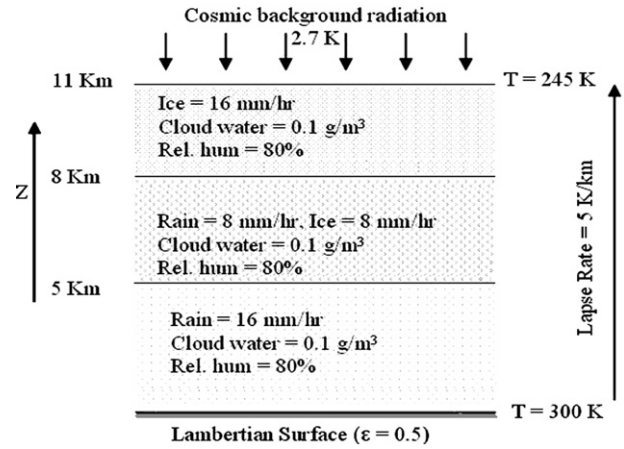 Cosmic background radiation
2.7 K
11 Km
T = 245 K
Ice = 16 mm/hr
Cloud water = 0.1 g/m³
Rel. hum = 80%
8 Km
Z
Rain = 8 mm/hr, Ice = 8 mm/hr
Cloud water = 0.1 g/m³
Rel. hum = 80%
Lapse Rate = 5 K/km
5 Km
Rain = 16 mm/hr
Cloud water = 0.1 g/m³
Rel. hum = 80%
T = 300 K
Lambertian Surface (ε = 0.5)